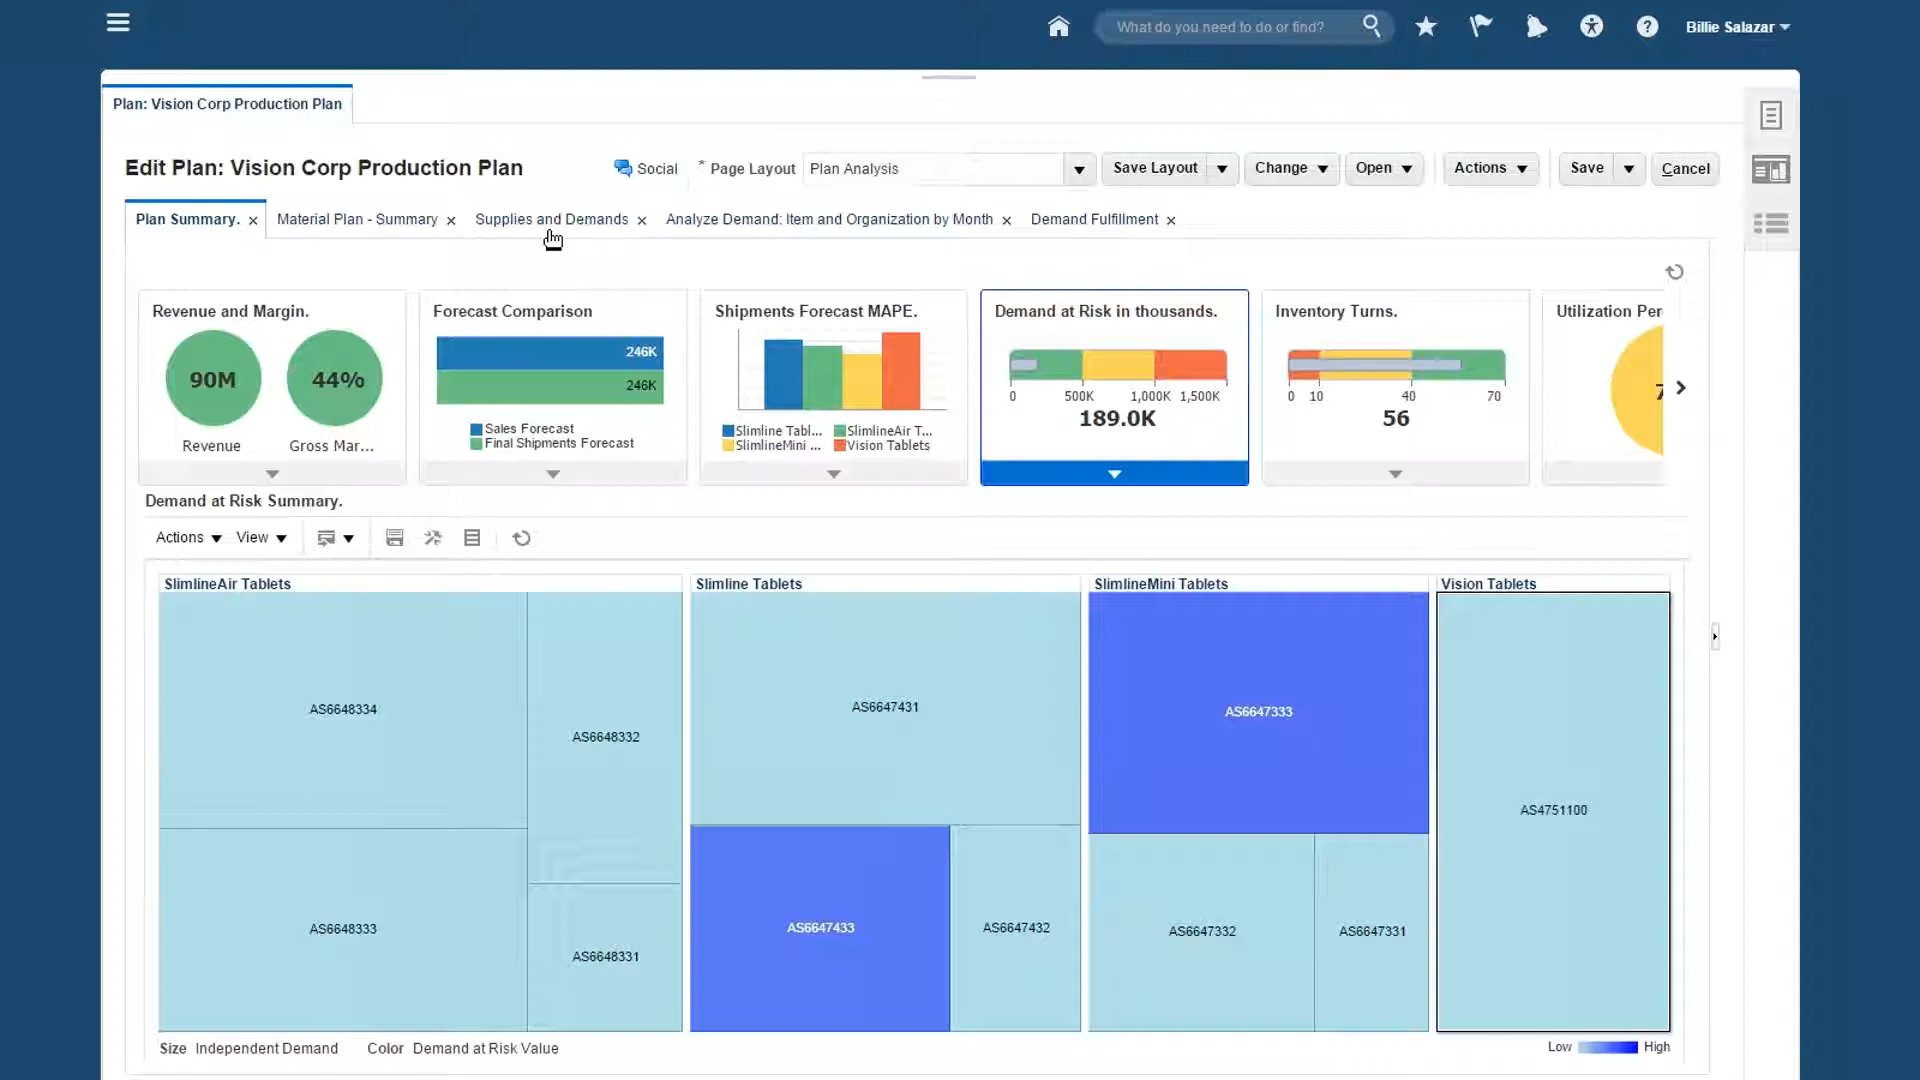 What do you need to do or find?
Billie Salazar
Plan: Vision Corp Production Plan
Edit Plan: Vision Corp Production Plan
Social
* Page Layout
Plan Analysis
Save Layout
Change
Open
Actions
Save
Cancel
Plan Summary.
Material Plan - Summary
Supplies and Demands
Analyze Demand: Item and Organization by Month
Demand Fulfillment
Revenue and Margin.
90M
44%
Revenue
Gross Mar...
Forecast Comparison
246K
246K
Sales Forecast
Final Shipments Forecast
Shipments Forecast MAPE.
Slimline Tabl...
SlimlineAir T...
SlimlineMini ...
Vision Tablets
Demand at Risk in thousands.
0 500K 1,000K 1,500K
189.0K
Inventory Turns.
0 10 40 70
56
Utilization Per
7
Demand at Risk Summary.
Actions
View
SlimlineAir Tablets
AS6648334
AS6648332
AS6648333
AS6648331
Slimline Tablets
AS6647431
AS6647433
AS6647432
SlimlineMini Tablets
AS6647333
AS6647332
AS6647331
Vision Tablets
AS4751100
Size Independent Demand
Color Demand at Risk Value
Low
High